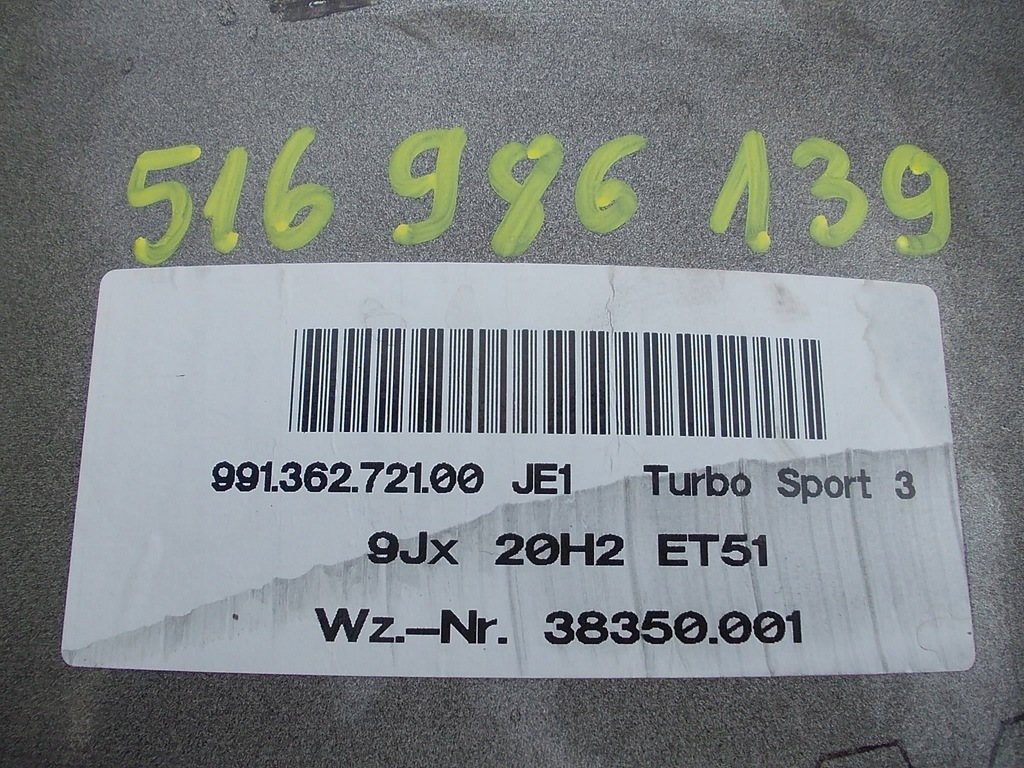 516 986 139
991.362.721.00 JE1 Turbo Sport 3
9Jx 20H2 ET51
Wz.-Nr. 38350.001